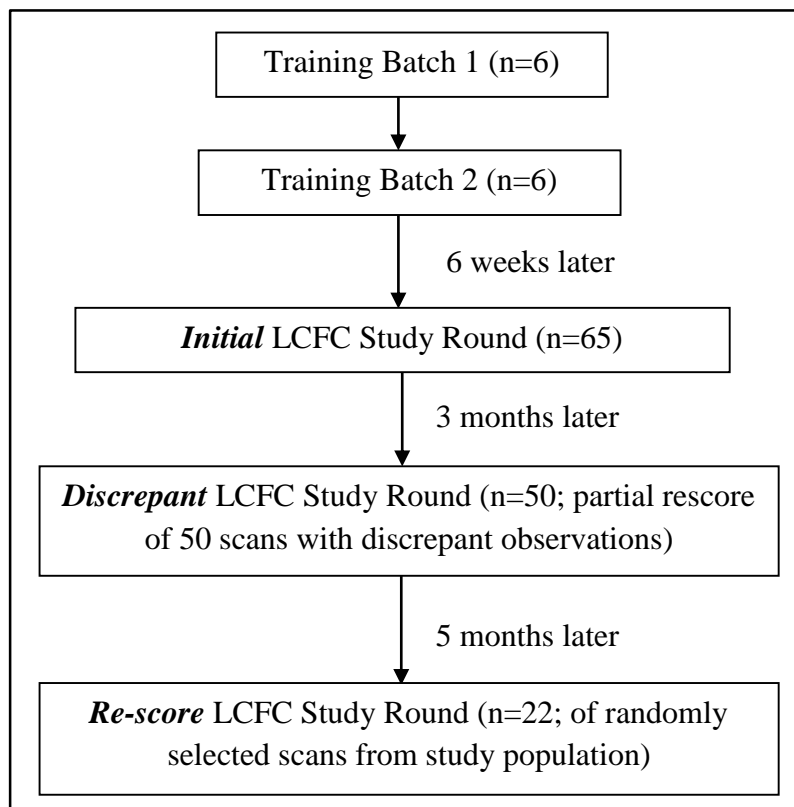 Training Batch 1 (n=6)
Training Batch 2 (n=6)
6 weeks later
Initial LCFC Study Round (n=65)
3 months later
Discrepant LCFC Study Round (n=50; partial rescore
of 50 scans with discrepant observations)
5 months later
Re-score LCFC Study Round (n=22; of randomly
selected scans from study population)